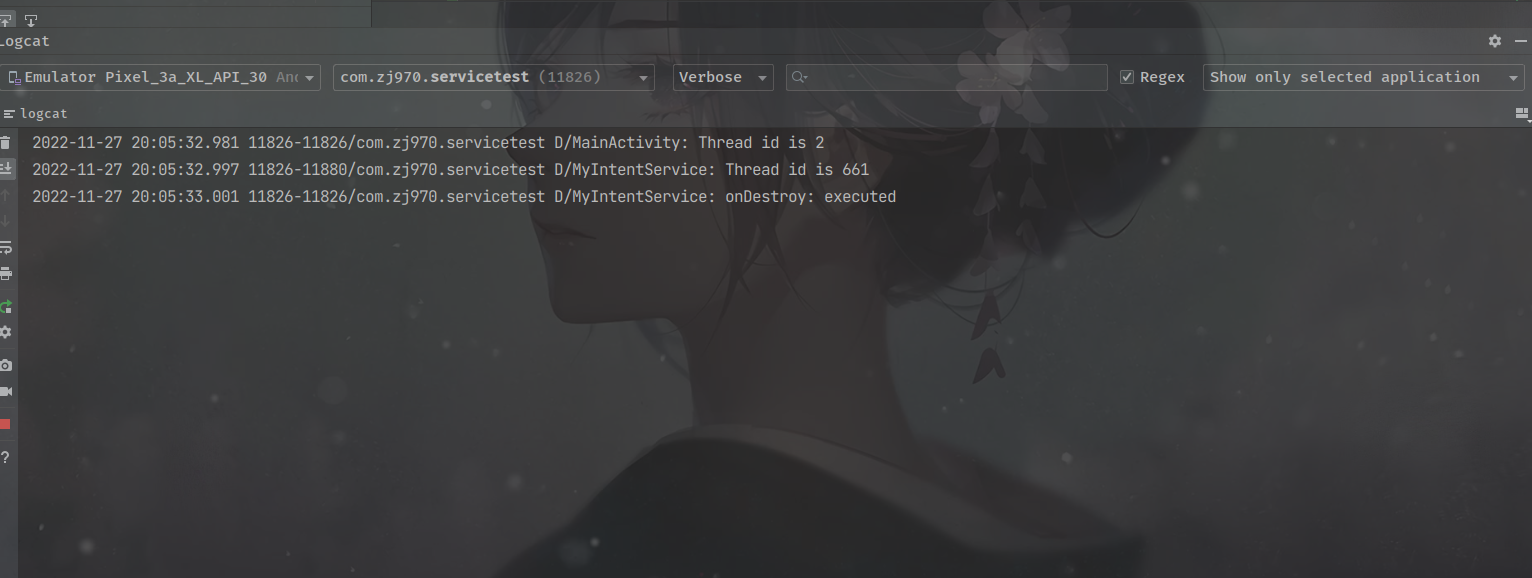 Logcat
Emulator Pixel_3a_XL_API_30 And com.zj970.servicetest (11826) Verbose Regex Show only selected application
logcat
2022-11-27 20:05:32.981 11826-11826/com.zj970.servicetest D/MainActivity: Thread id is 2
2022-11-27 20:05:32.997 11826-11880/com.zj970.servicetest D/MyIntentService: Thread id is 661
2022-11-27 20:05:33.001 11826-11826/com.zj970.servicetest D/MyIntentService: onDestroy: executed
?